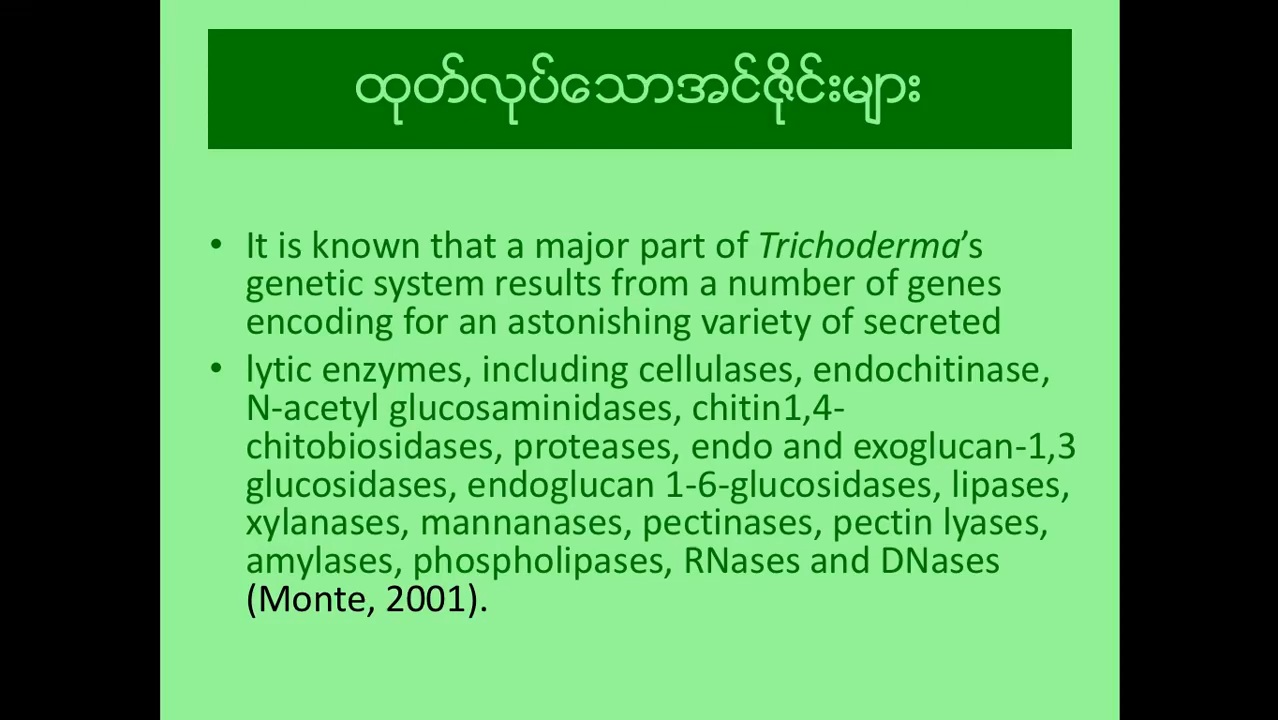 ထုတ်လုပ်သောအင်ဇိုင်းများ
• It is known that a major part of Trichoderma’s
genetic system results from a number of genes
encoding for an astonishing variety of secreted
• lytic enzymes, including cellulases, endochitinase,
N-acetyl glucosaminidases, chitin1,4-
chitobiosidases, proteases, endo and exoglucan-1,3
glucosidases, endoglucan 1-6-glucosidases, lipases,
xylanases, mannanases, pectinases, pectin lyases,
amylases, phospholipases, RNases and DNases
(Monte, 2001).